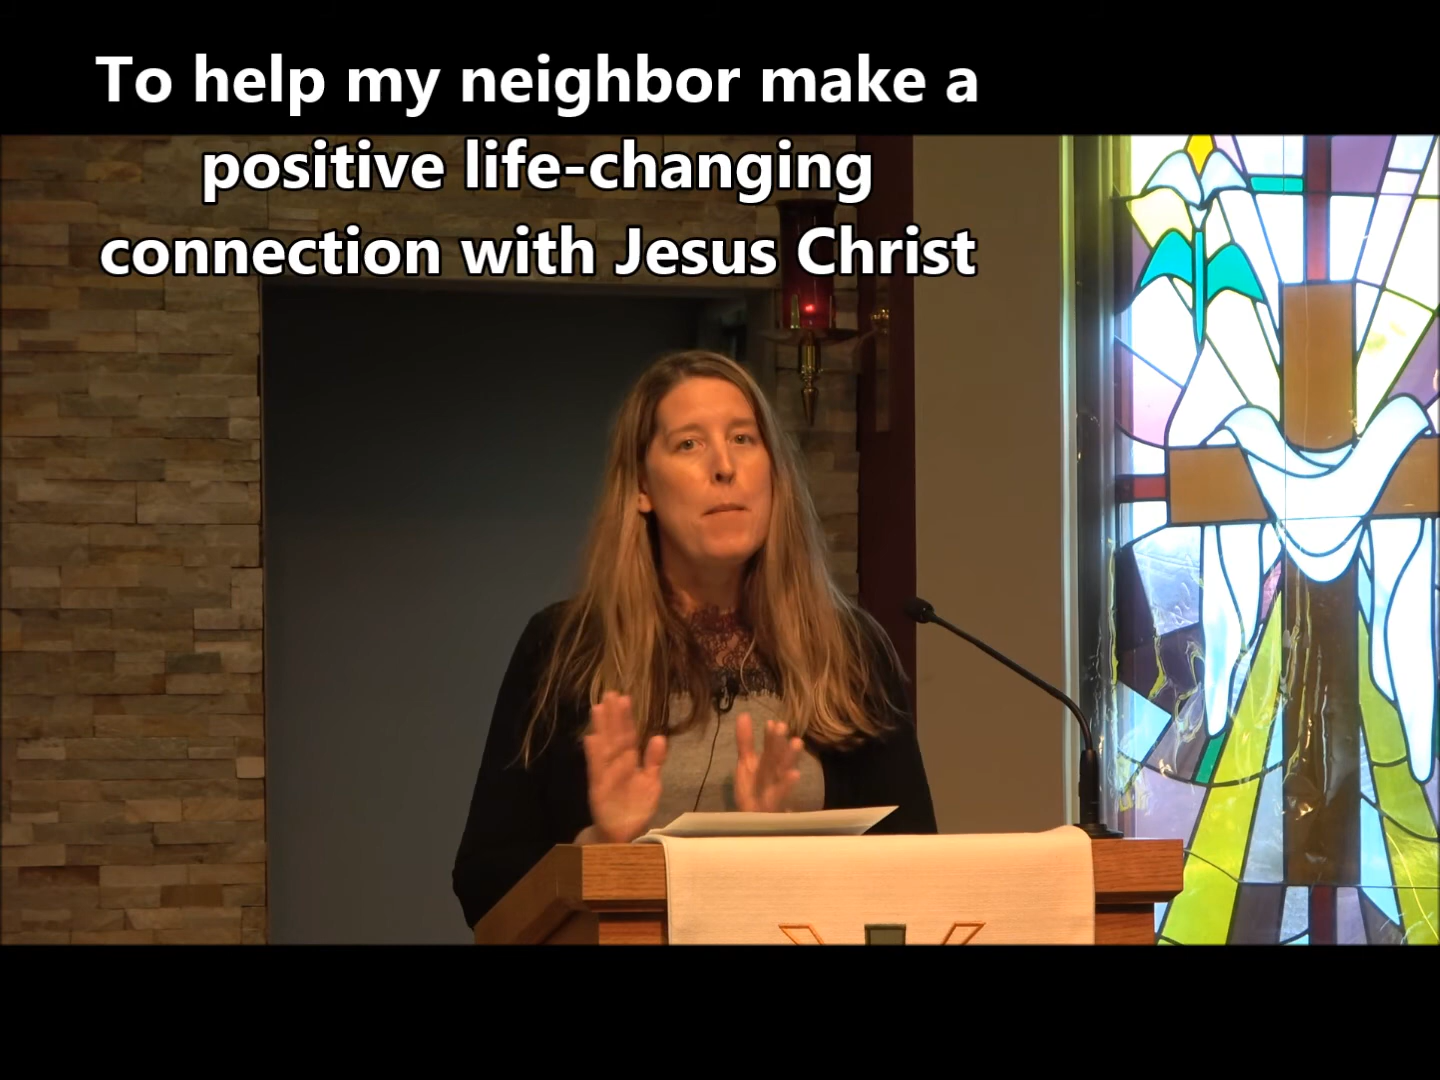 To help my neighbor make a
positive life-changing
connection with Jesus Christ